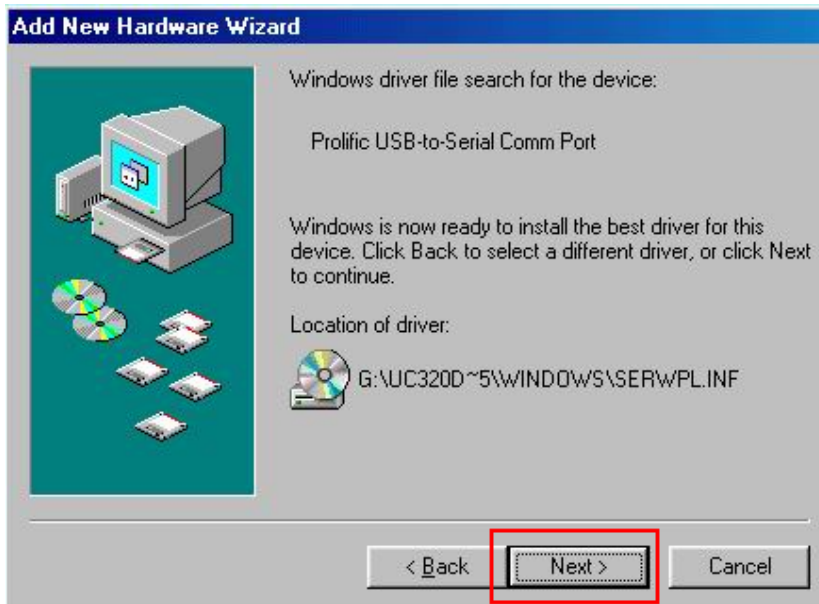 Add New Hardware Wizard
Windows driver file search for the device:
Prolific USB-to-Serial Comm Port
Windows is now ready to install the best driver for this
device. Click Back to select a different driver, or click Next
to continue.
Location of driver:
G:\UC320D~5\WINDOWS\SERWPL.INF
< Back
Next >
Cancel